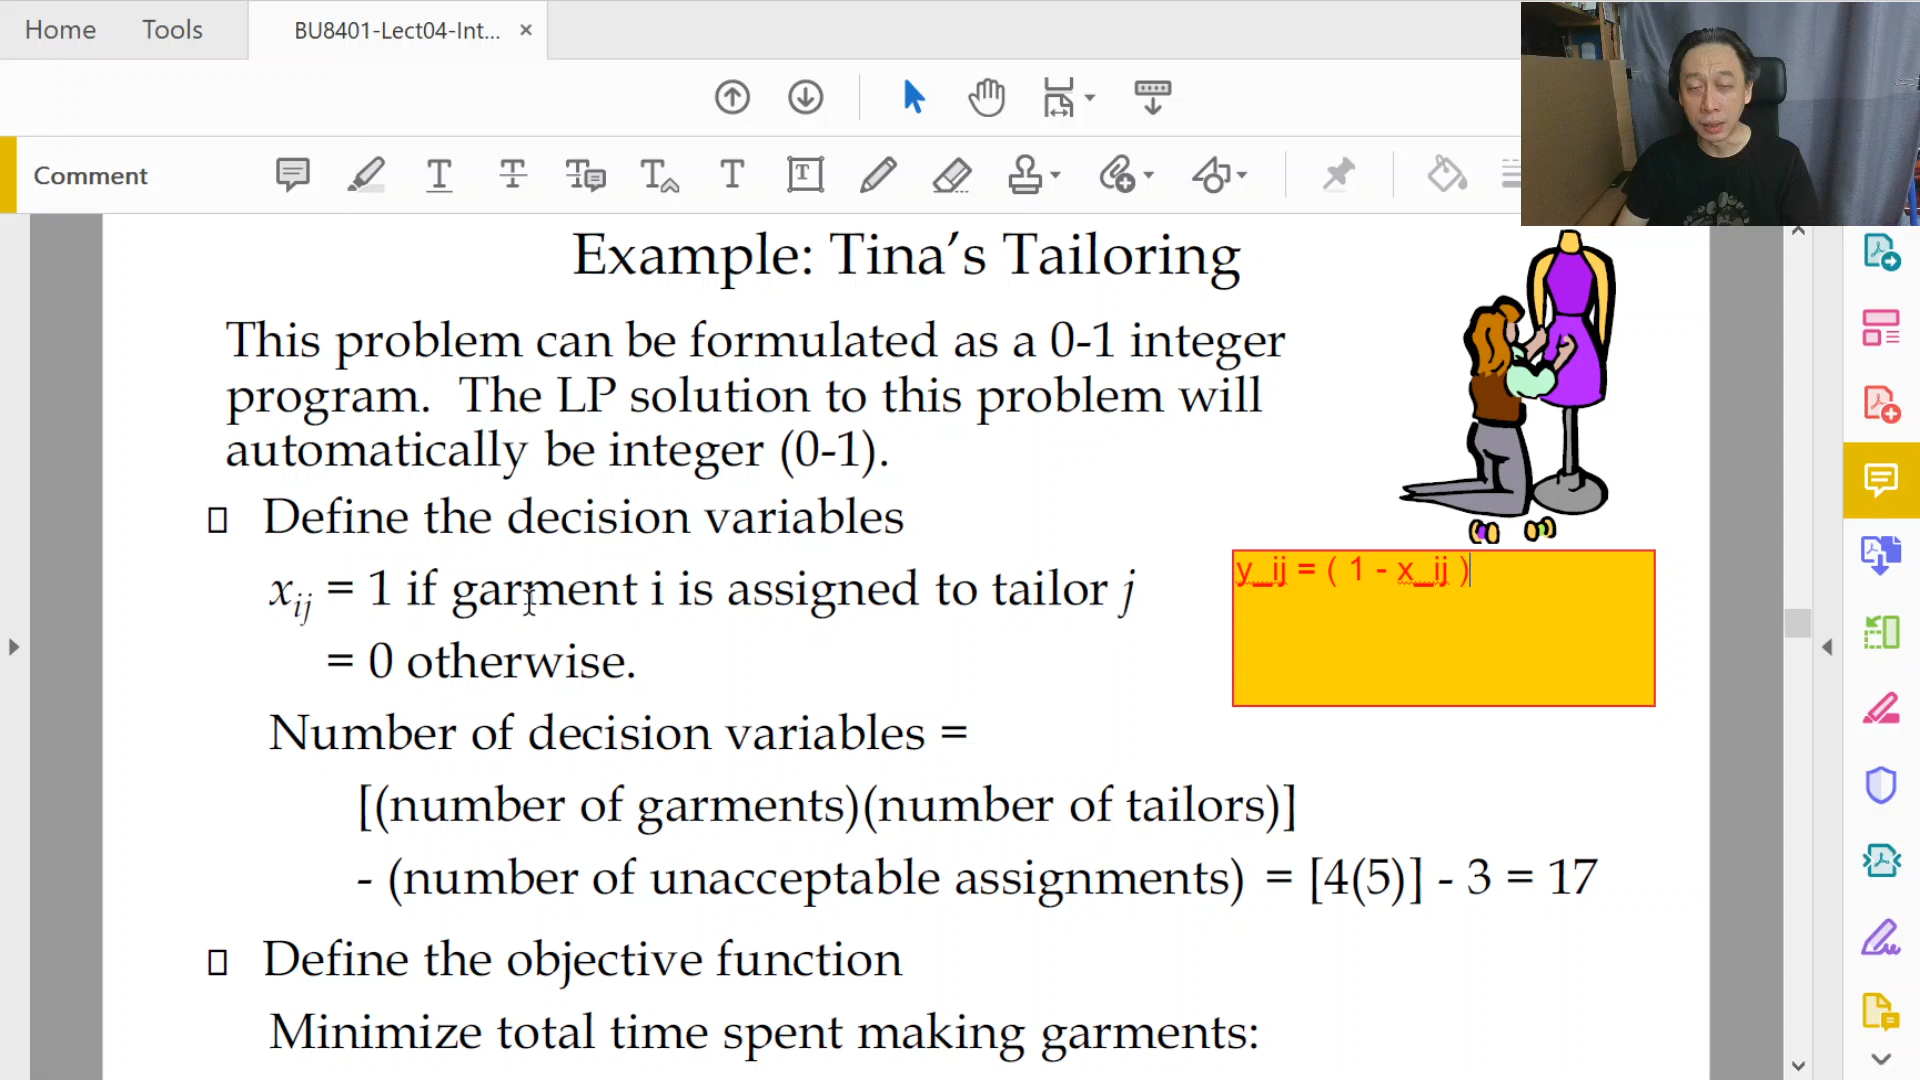 Home
Tools
BU8401-Lect04-Int...
Comment
Example: Tina's Tailoring
This problem can be formulated as a 0-1 integer
program. The LP solution to this problem will
automatically be integer (0-1).
Define the decision variables
x_ij = 1 if garment i is assigned to tailor j
= 0 otherwise.
y_ij = ( 1 - x_ij )
Number of decision variables =
[(number of garments)(number of tailors)]
- (number of unacceptable assignments) = [4(5)] - 3 = 17
Define the objective function
Minimize total time spent making garments: